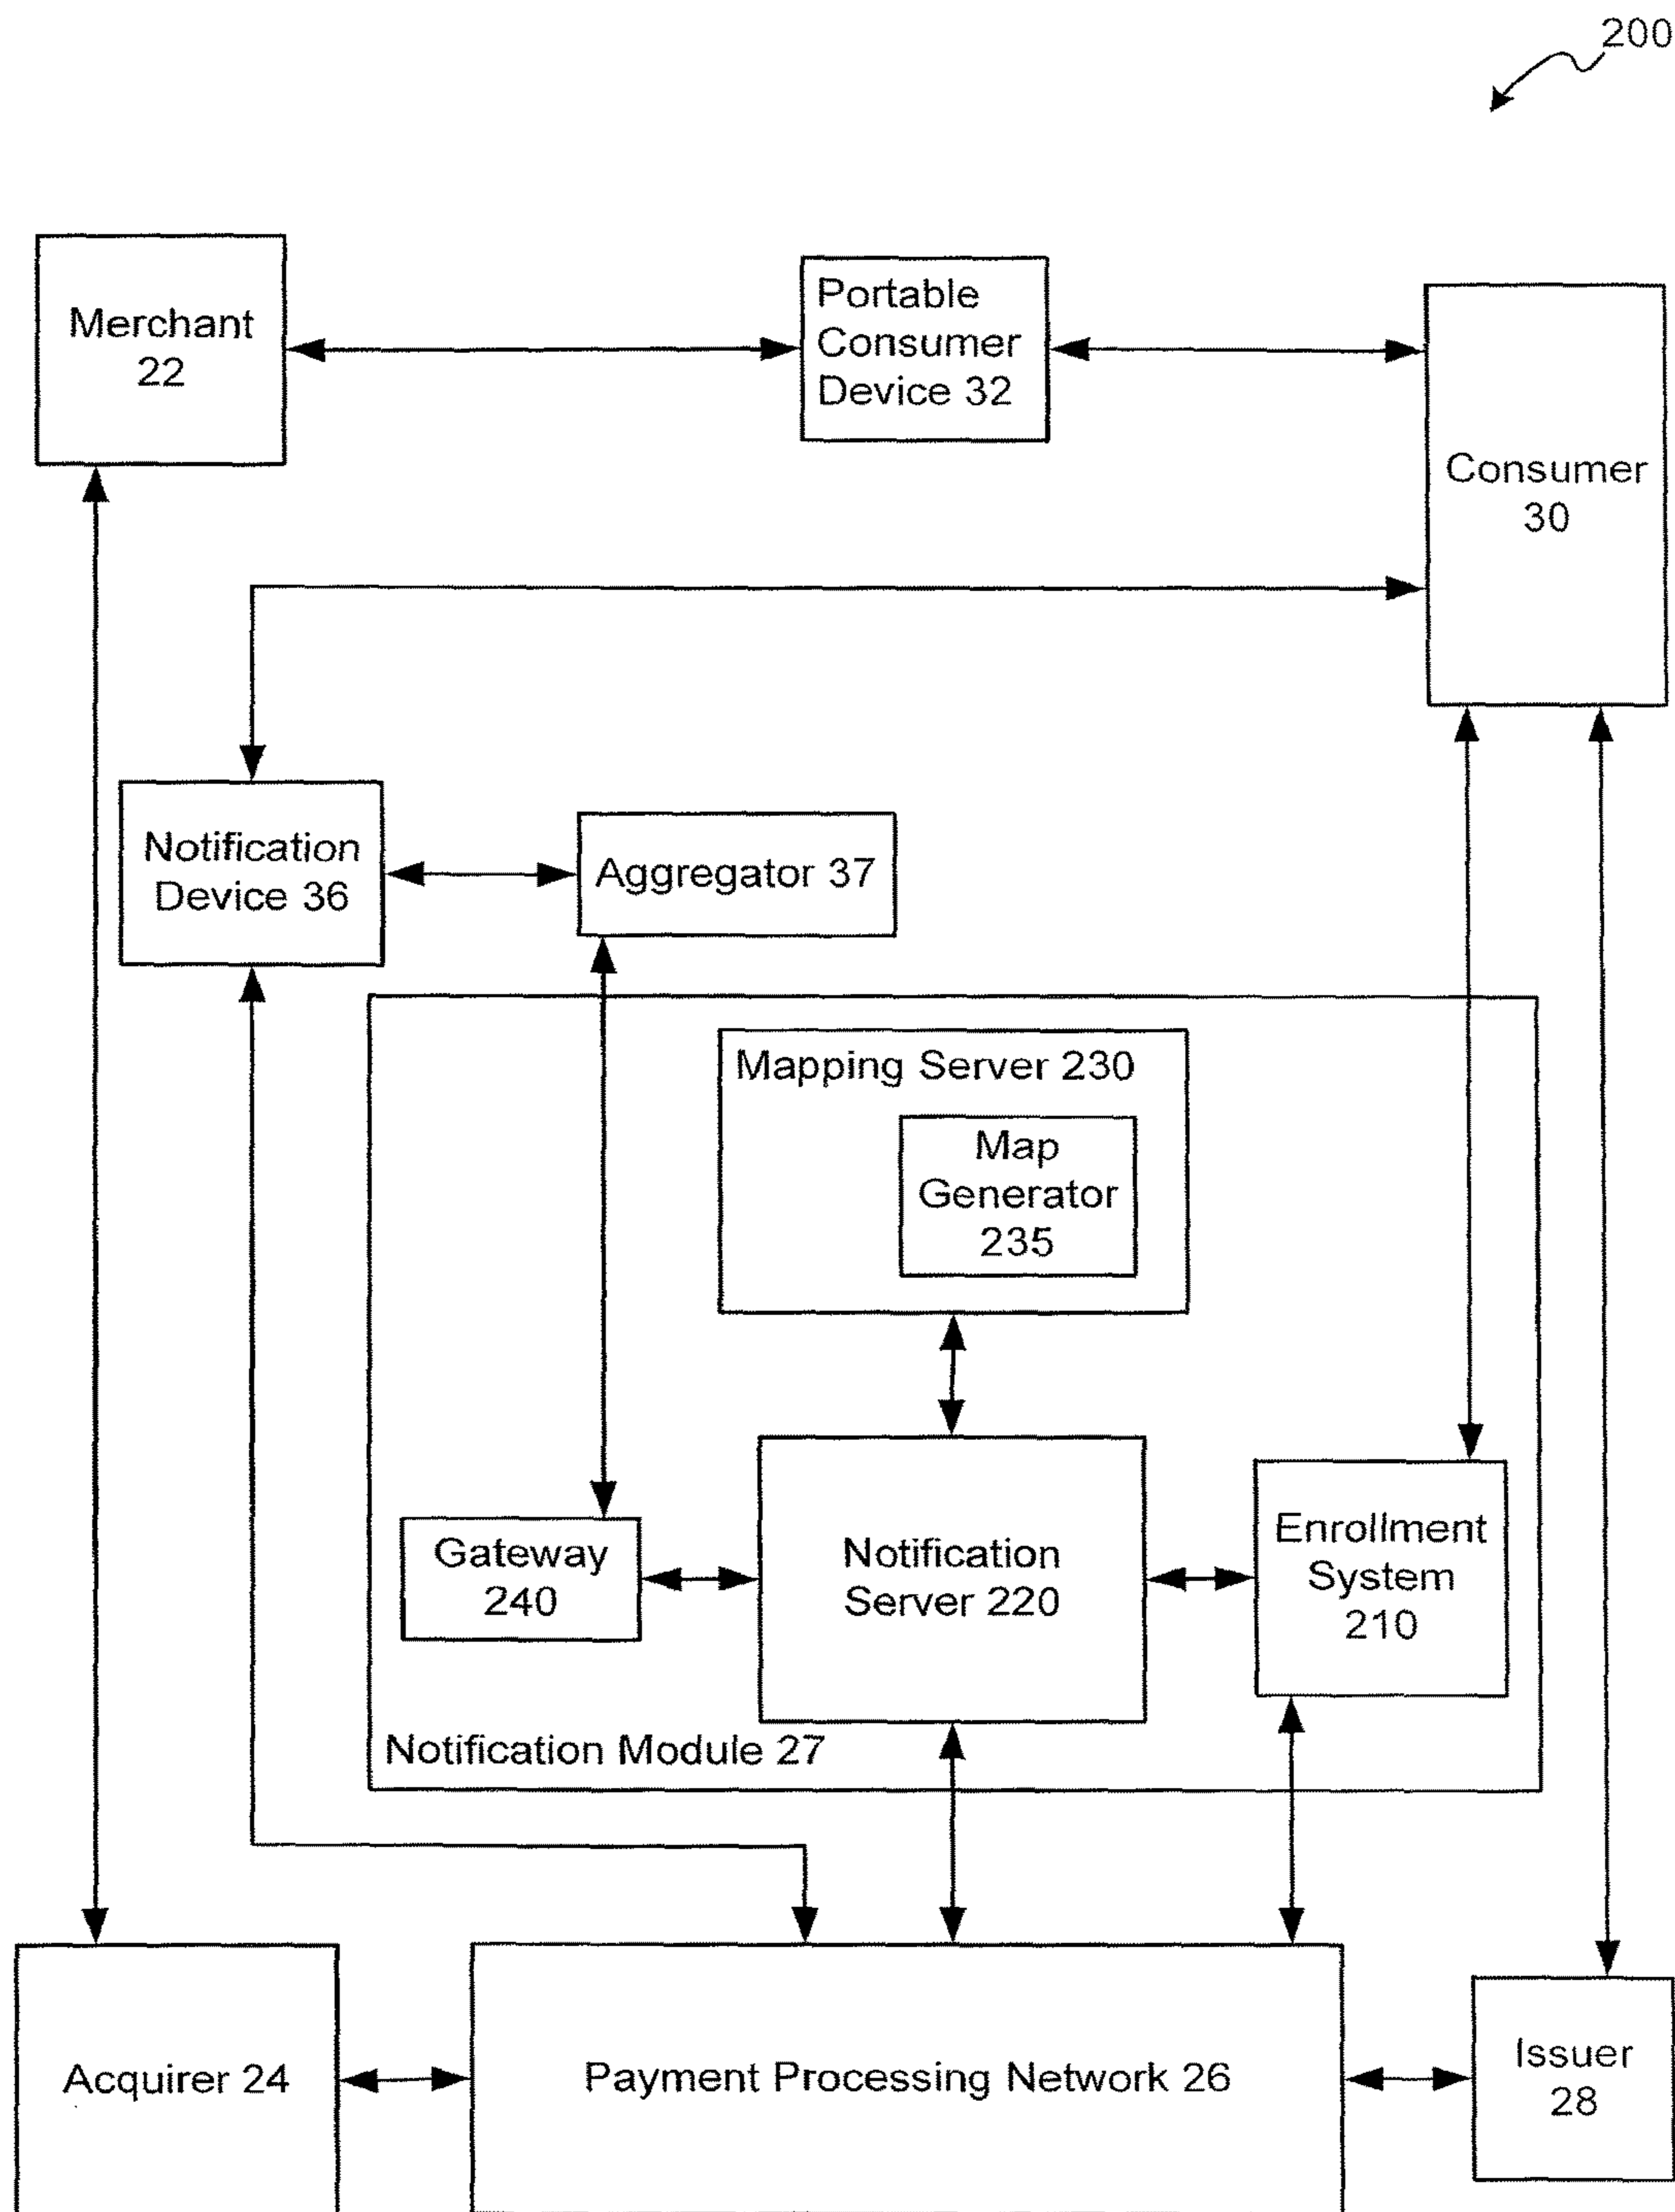 200
Merchant
22
Portable
Consumer
Device 32
Consumer
30
Notification
Device 36
Aggregator 37
Mapping Server 230
Map
Generator
235
Gateway
240
Notification
Server 220
Enrollment
System
210
Notification Module 27
Acquirer 24
Payment Processing Network 26
Issuer
28